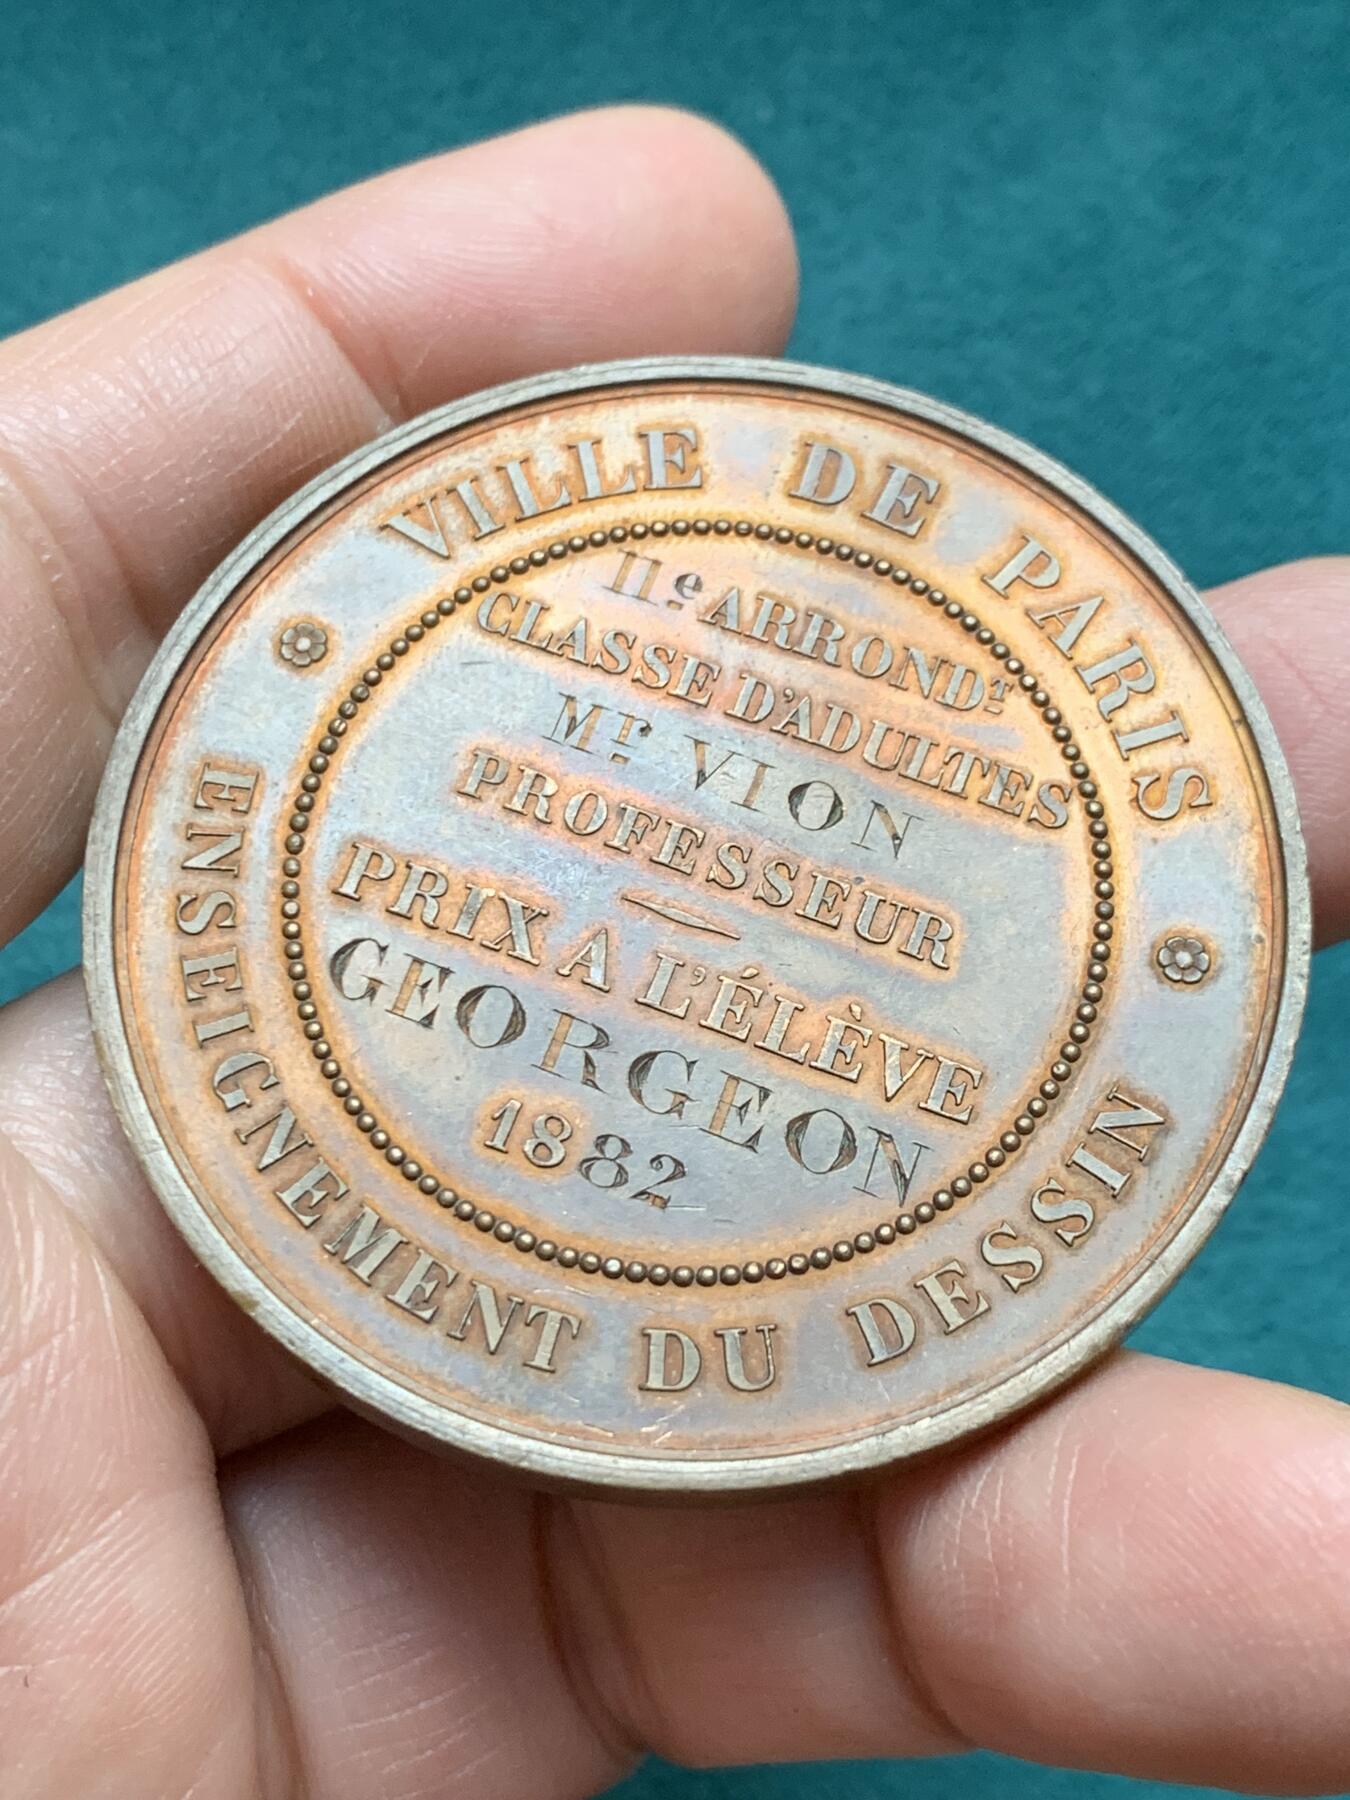 VILLE DE PARIS
IIe ARRONDT
CLASSE D'ADULTES
Mr VION
PROFESSEUR
PRIX A L'ÉLÈVE
GEORGEON
1882
ENSEIGNEMENT DU DESSIN